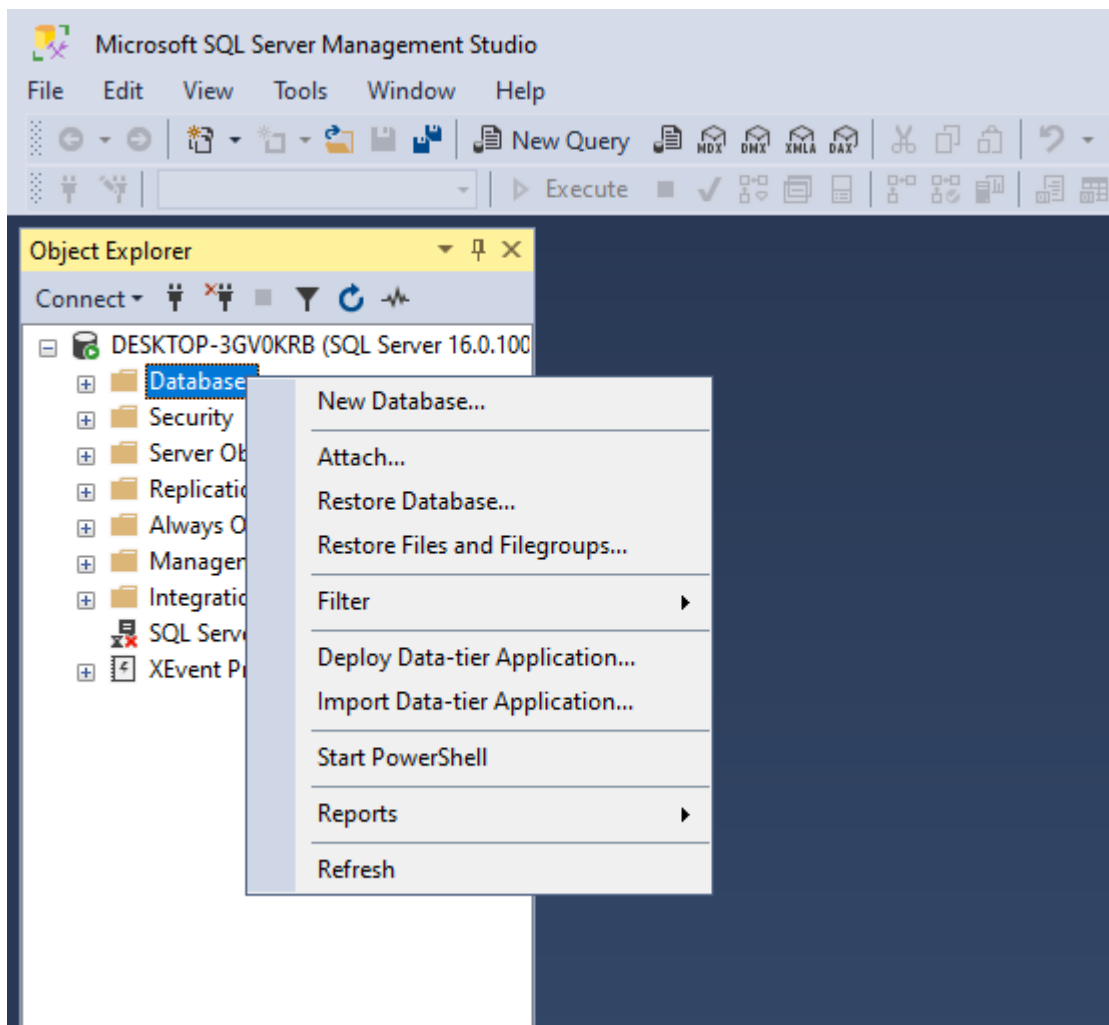 Microsoft SQL Server Management Studio
File Edit View Tools Window Help
New Query MDX DMX XMLA DAX
Execute
Object Explorer
Connect
DESKTOP-3GV0KRB (SQL Server 16.0.100
Database
Security
Server Ob
Replicatio
Always O
Managen
Integratio
SQL Serve
XEvent Pr
New Database...
Attach...
Restore Database...
Restore Files and Filegroups...
Filter
Deploy Data-tier Application...
Import Data-tier Application...
Start PowerShell
Reports
Refresh